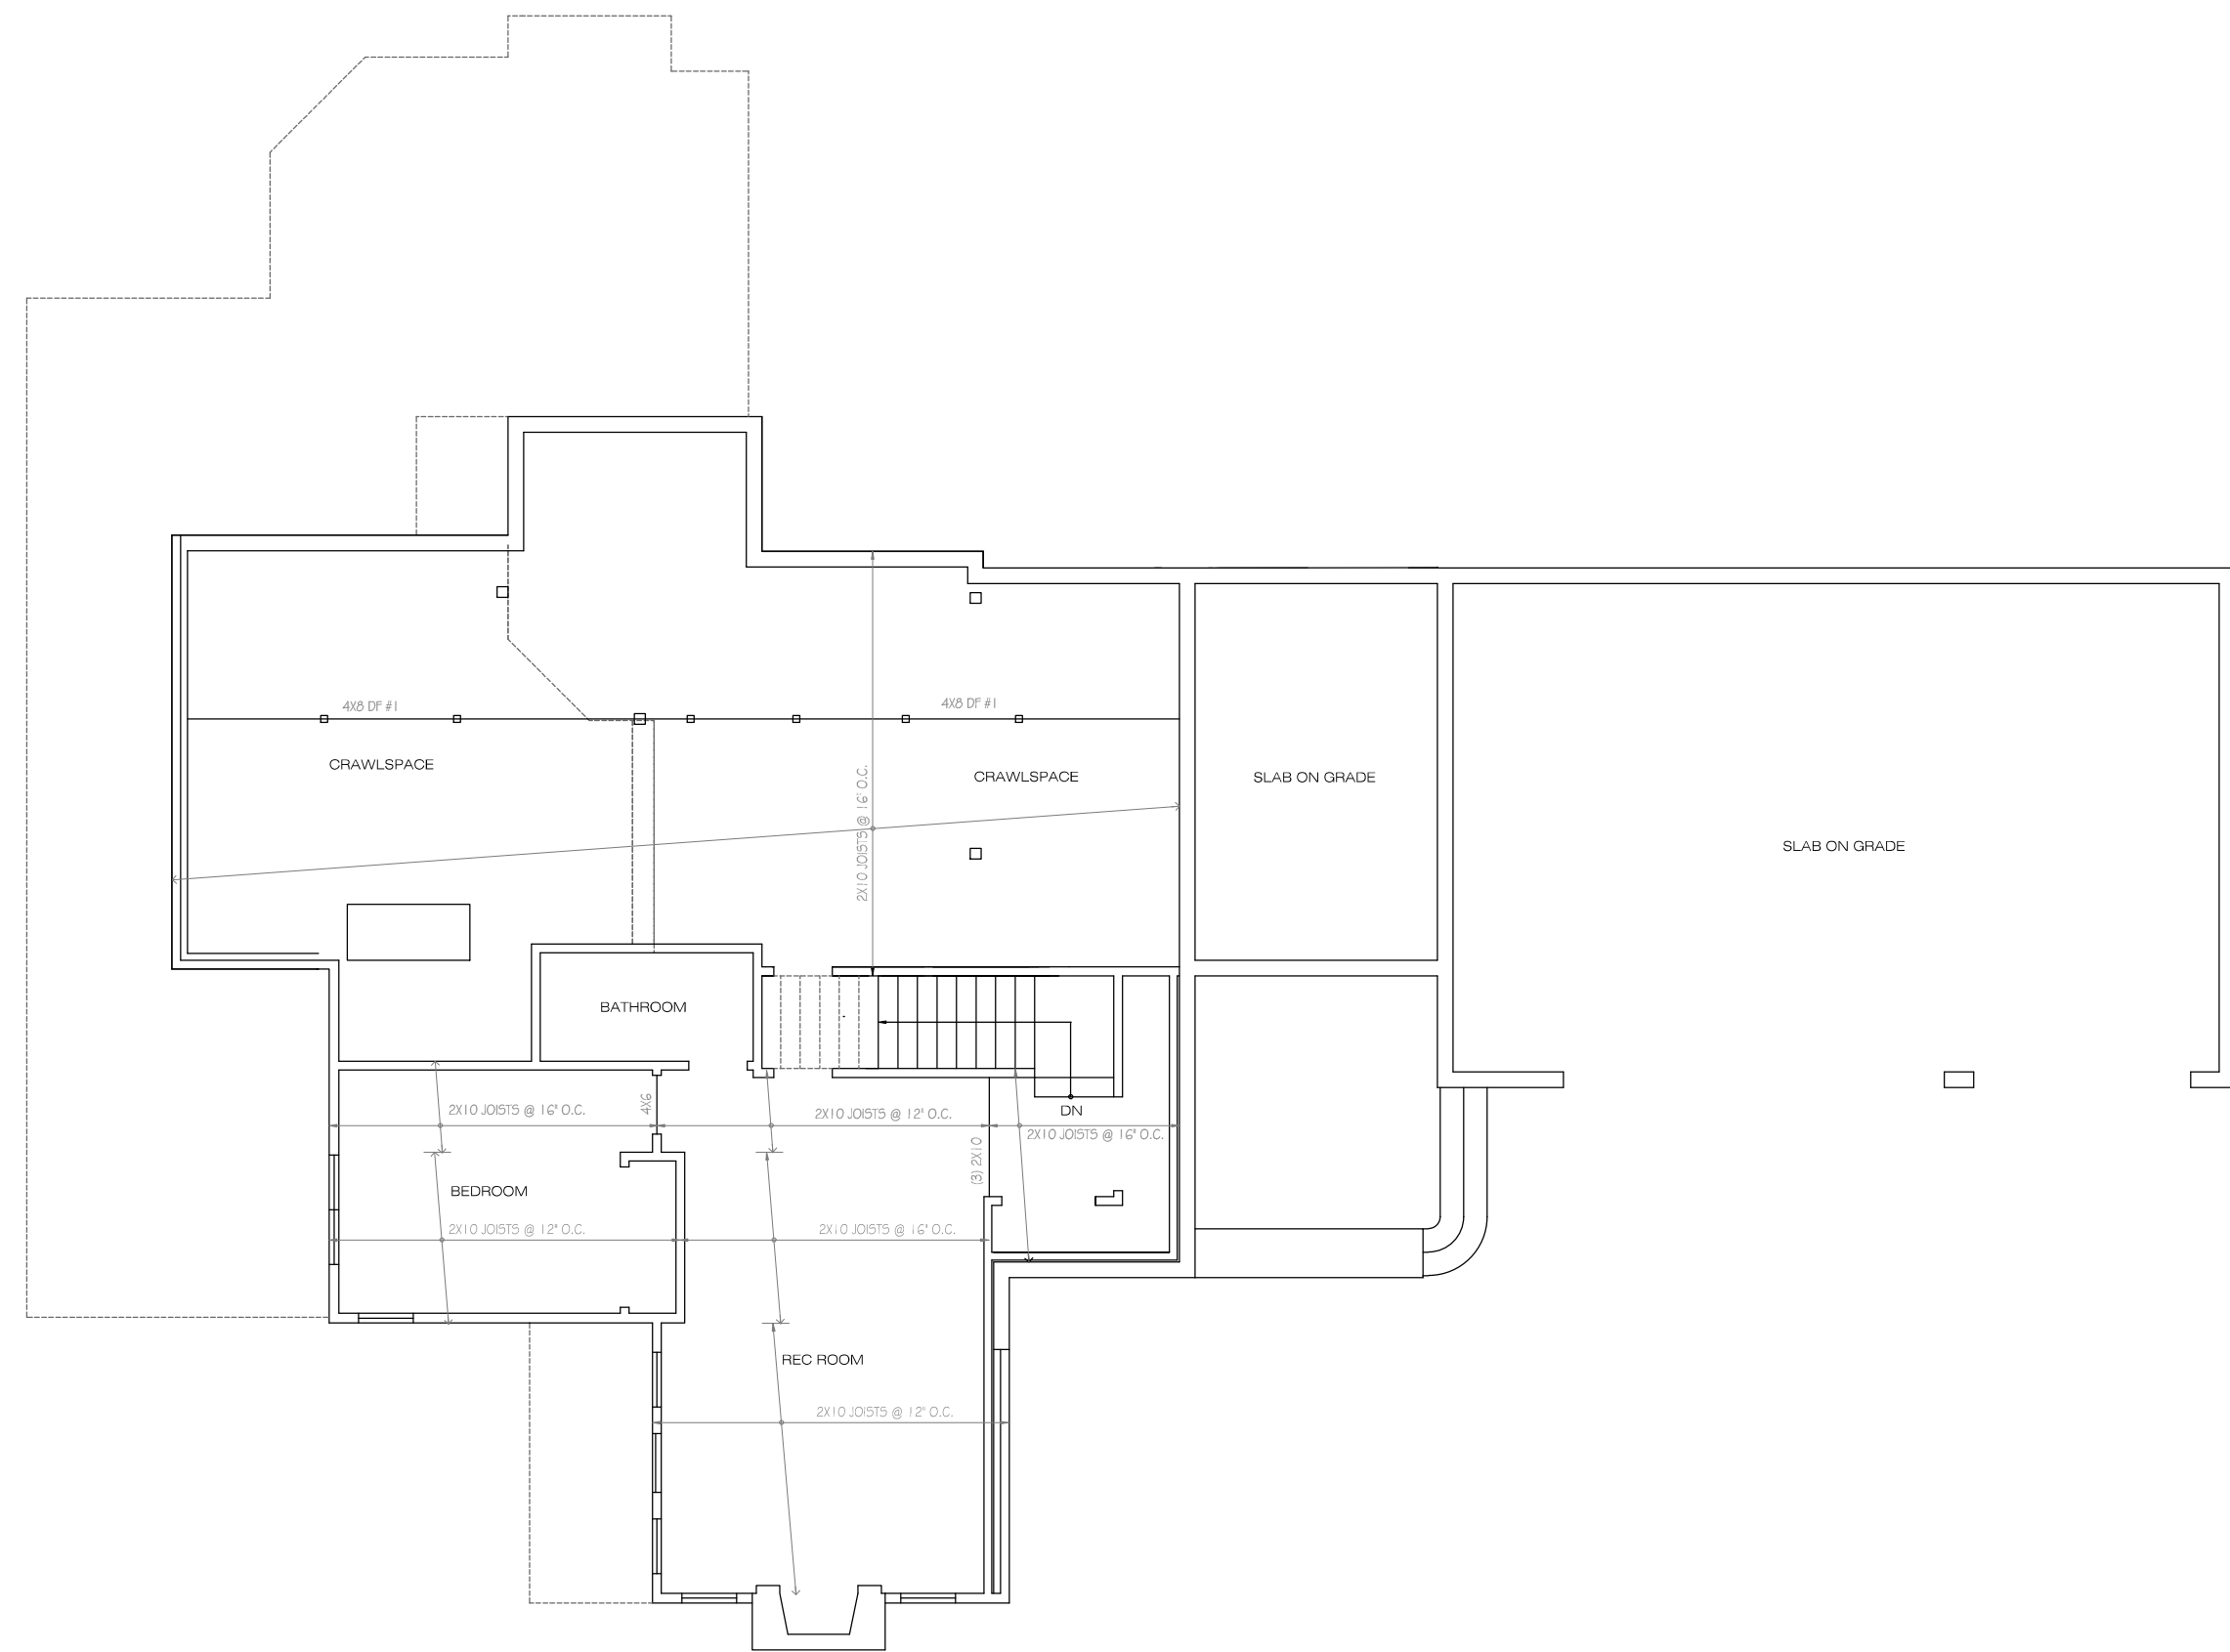 4X8 DF #1
4X8 DF #1
CRAWLSPACE
CRAWLSPACE
SLAB ON GRADE
2X10 JOISTS @ 16" O.C.
SLAB ON GRADE
BATHROOM
4X6
2X10 JOISTS @ 16" O.C.
2X10 JOISTS @ 12" O.C.
DN
2X10 JOISTS @ 16" O.C.
(3) 2X10
BEDROOM
2X10 JOISTS @ 12" O.C.
2X10 JOISTS @ 16" O.C.
REC ROOM
2X10 JOISTS @ 12" O.C.